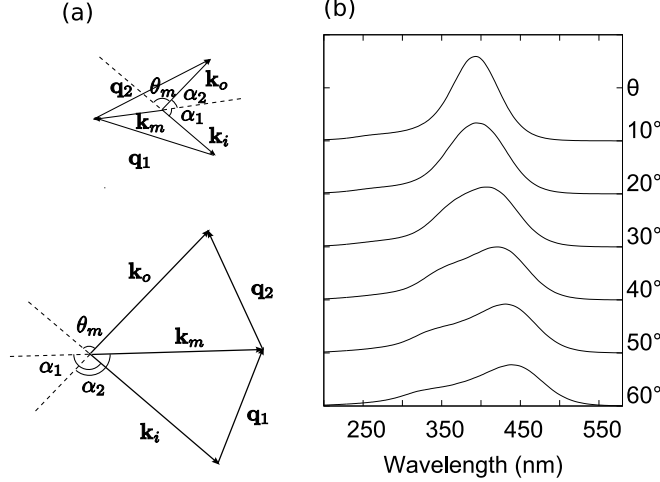 (a)
(b)
q₂
θₘ
kₒ
α₂
α₁
kₘ
kᵢ
q₁
kₒ
q₂
θₘ
kₘ
α₁
α₂
q₁
kᵢ
θ
10°
20°
30°
40°
50°
60°
250 350 450 550
Wavelength (nm)